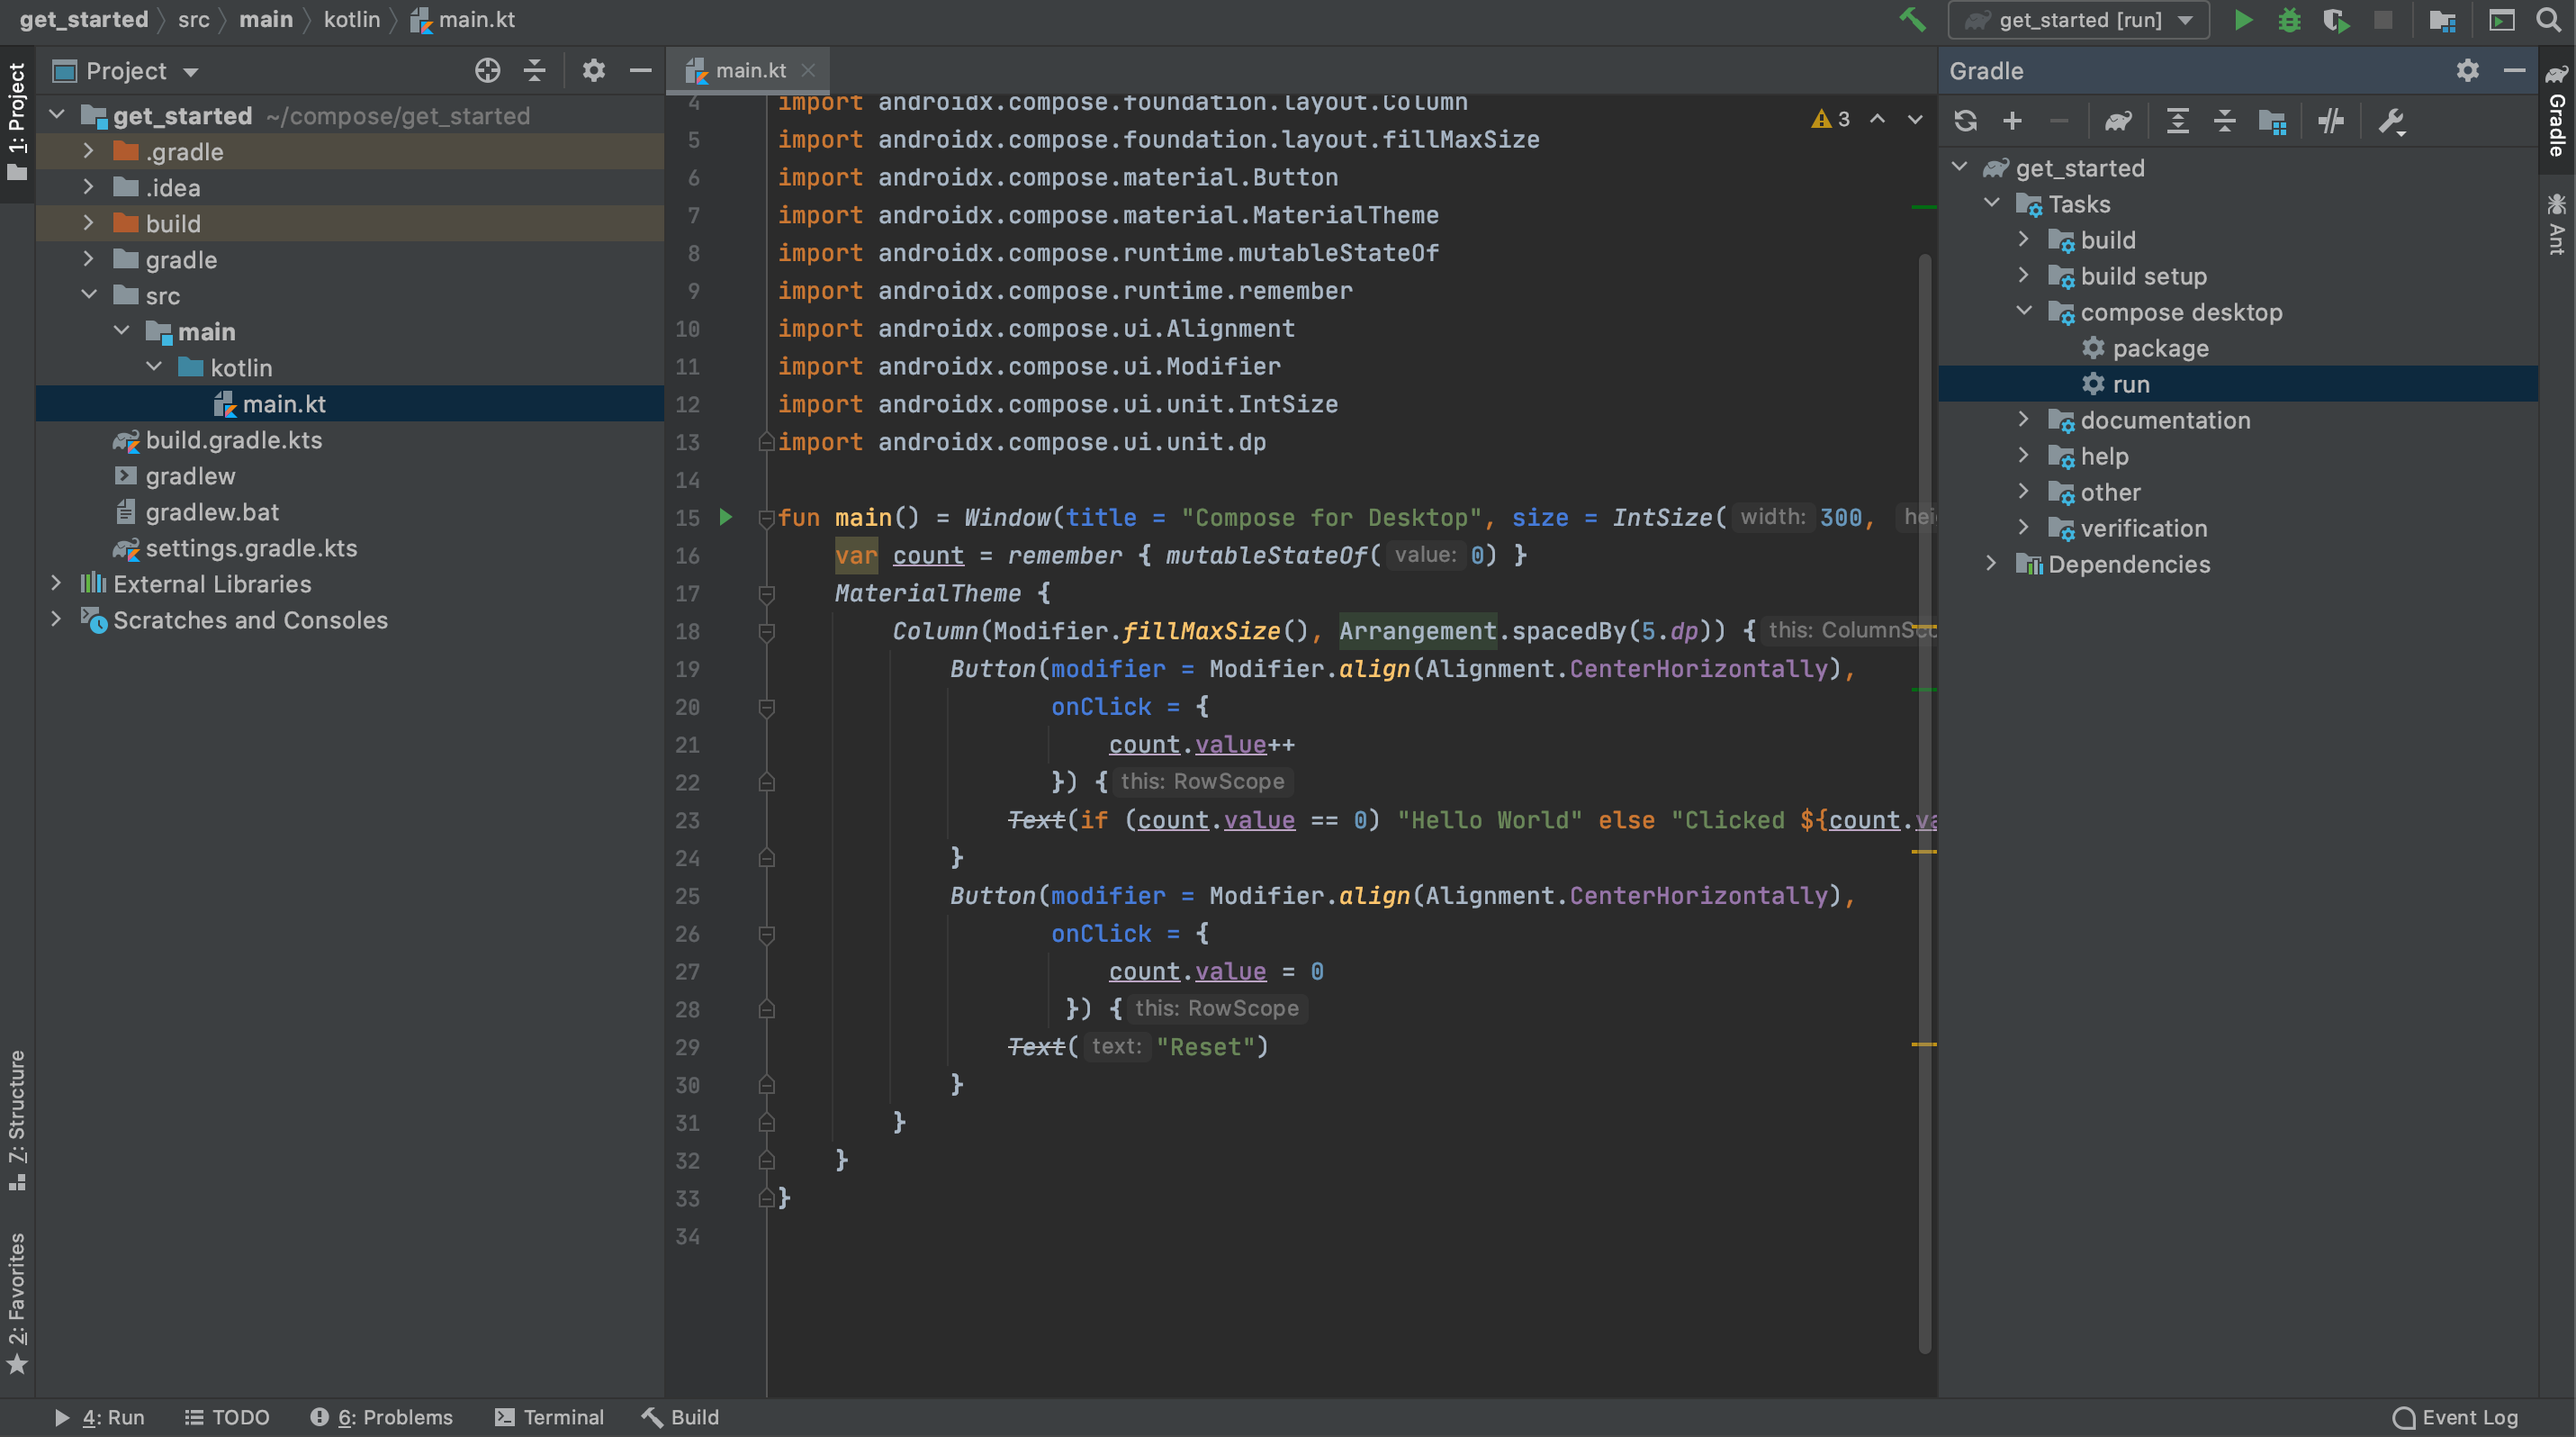 get_started src main kotlin main.kt
get_started [run]
1: Project
7: Structure
2: Favorites
Project
get_started ~/compose/get_started
.gradle
.idea
build
gradle
src
main
kotlin
main.kt
build.gradle.kts
gradlew
gradlew.bat
settings.gradle.kts
External Libraries
Scratches and Consoles
main.kt
3
4 import androidx.compose.foundation.layout.Column
5 import androidx.compose.foundation.layout.fillMaxSize
6 import androidx.compose.material.Button
7 import androidx.compose.material.MaterialTheme
8 import androidx.compose.runtime.mutableStateOf
9 import androidx.compose.runtime.remember
10 import androidx.compose.ui.Alignment
11 import androidx.compose.ui.Modifier
12 import androidx.compose.ui.unit.IntSize
13 import androidx.compose.ui.unit.dp
14
15 fun main() = Window(title = "Compose for Desktop", size = IntSize( width: 300, hei
16 var count = remember { mutableStateOf( value: 0) }
17 MaterialTheme {
18 Column(Modifier.fillMaxSize(), Arrangement.spacedBy(5.dp)) { this: ColumnSco
19 Button(modifier = Modifier.align(Alignment.CenterHorizontally),
20 onClick = {
21 count.value++
22 }) { this: RowScope
23 Text(if (count.value == 0) "Hello World" else "Clicked ${count.va
24 }
25 Button(modifier = Modifier.align(Alignment.CenterHorizontally),
26 onClick = {
27 count.value = 0
28 }) { this: RowScope
29 Text( text: "Reset")
30 }
31 }
32 }
33 }
34
Gradle
get_started
Tasks
build
build setup
compose desktop
package
run
documentation
help
other
verification
Dependencies
Gradle
Ant
4: Run TODO 6: Problems Terminal Build Event Log